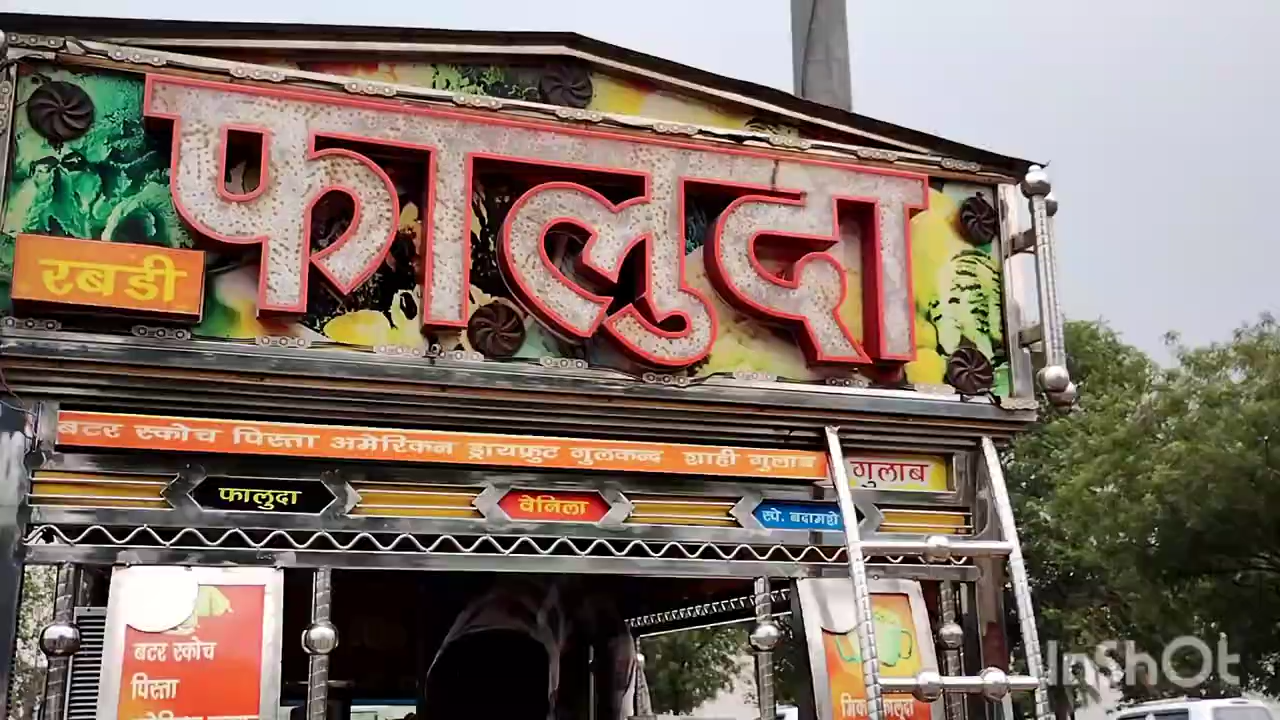 फालुदा
रबडी
बटर स्कोच पिस्ता अमेरिकन ड्रायफ्रुट गुलकन्द शाही गुलाब
गुलाब
फालुदा
वेनिला
स्पे. बदामशे
बटर स्कोच
पिस्ता
फालुदा
InShOt